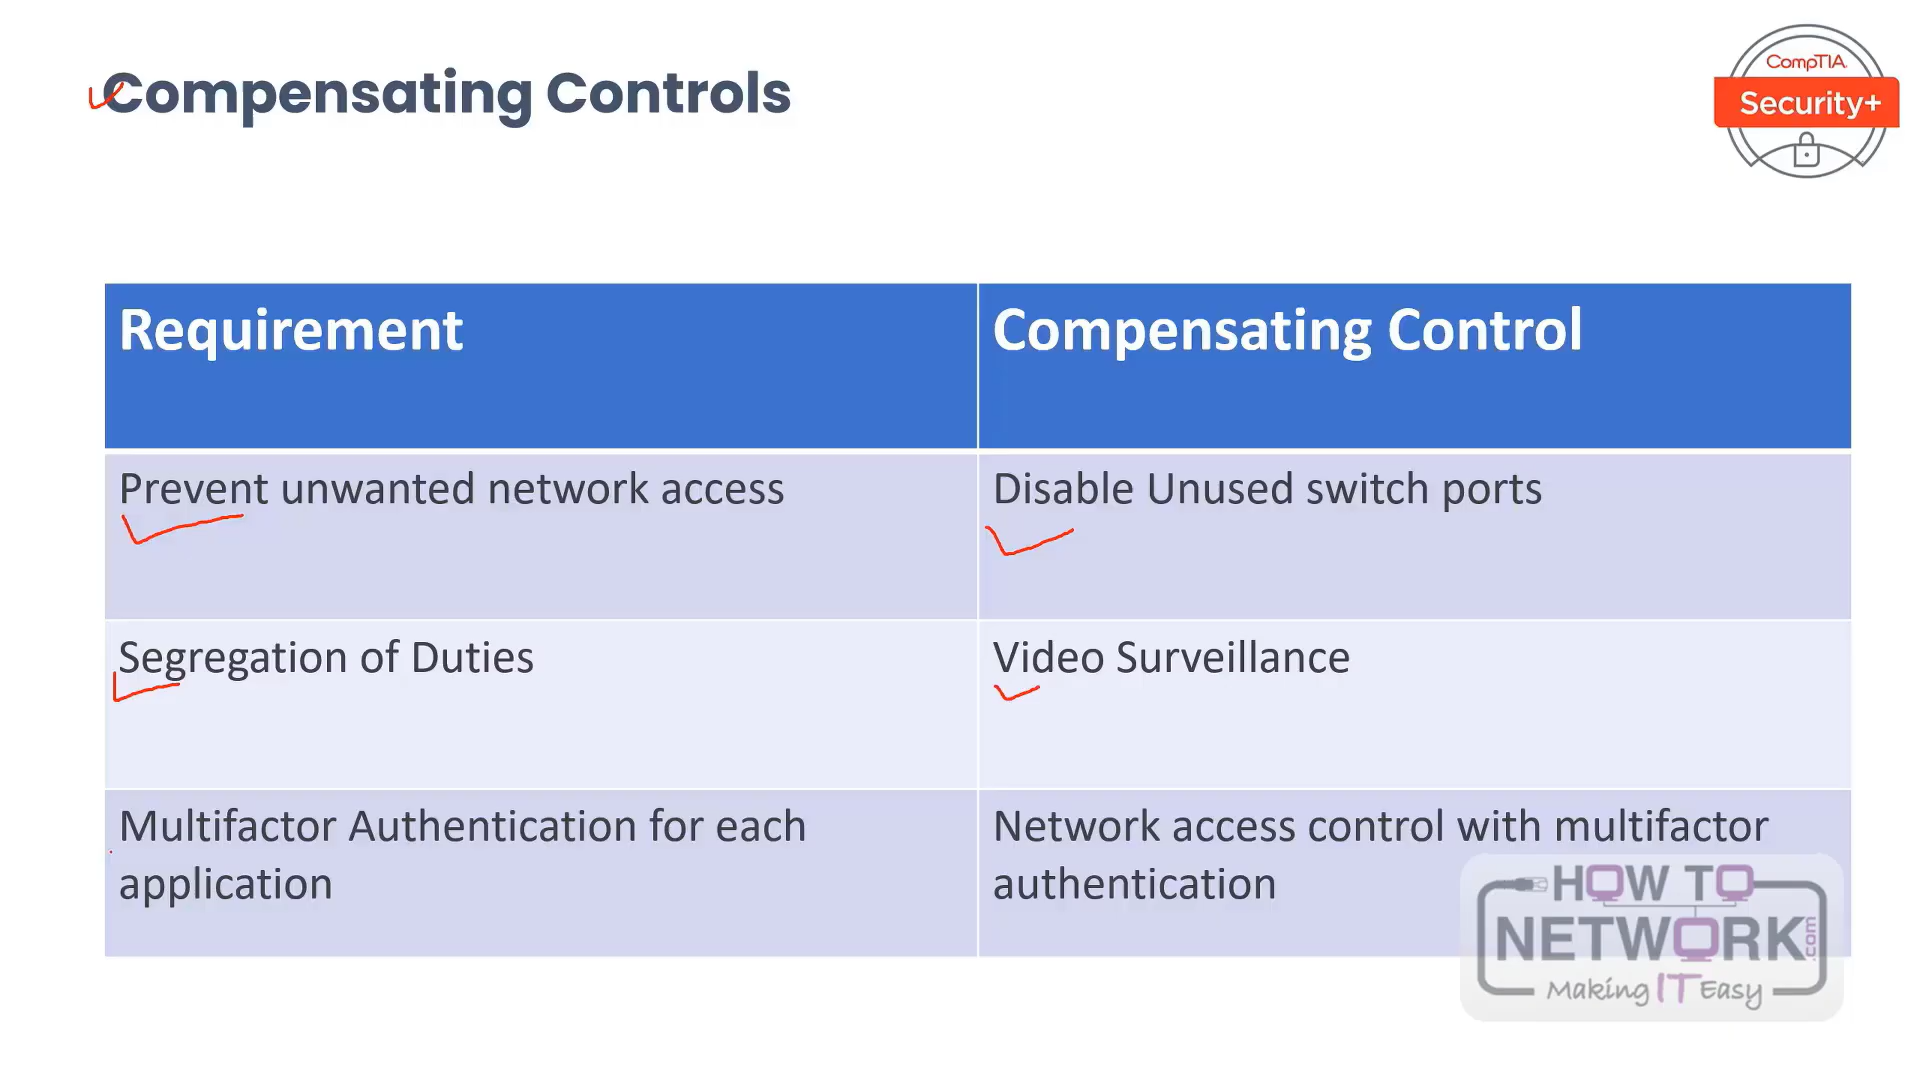 Compensating Controls
CompTIA
Security+
Requirement
Compensating Control
Prevent unwanted network access
Disable Unused switch ports
Segregation of Duties
Video Surveillance
Multifactor Authentication for each
application
Network access control with multifactor
authentication
HOW TO
NETWORK.com
Making IT Easy